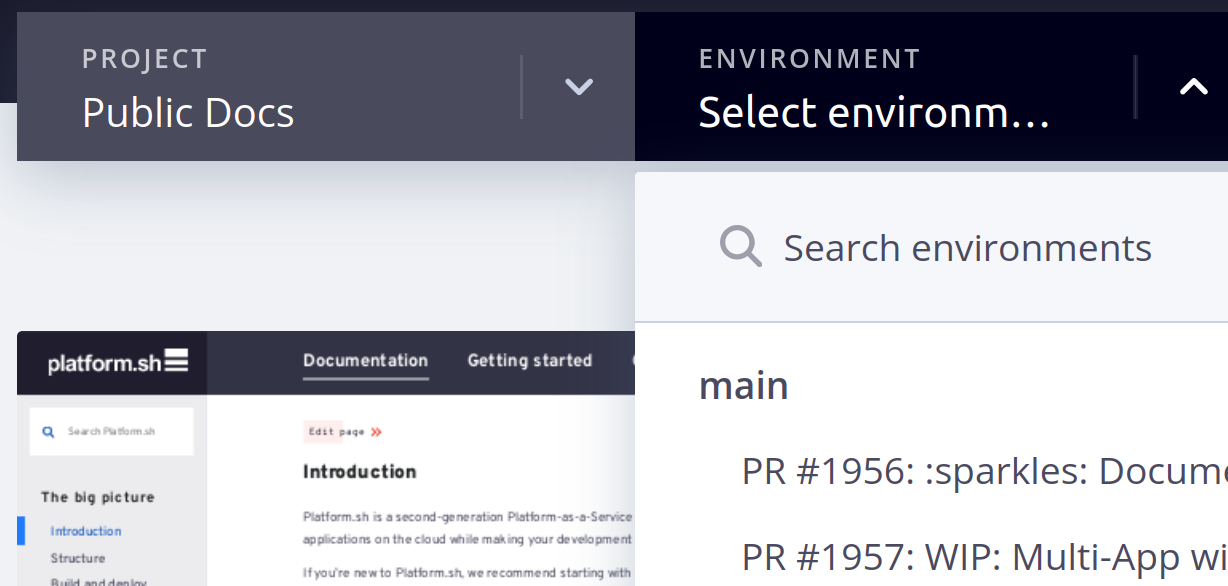 PROJECT
Public Docs
ENVIRONMENT
Select environm...
Search environments
main
PR #1956: :sparkles: Docume
PR #1957: WIP: Multi-App wi
platform.sh
Documentation
Getting started
Search Platform.sh
Edit page »
Introduction
The big picture
Introduction
Structure
Build and deploy
Platform.sh is a second-generation Platform-as-a-Service
applications on the cloud while making your development
If you're new to Platform.sh, we recommend starting with